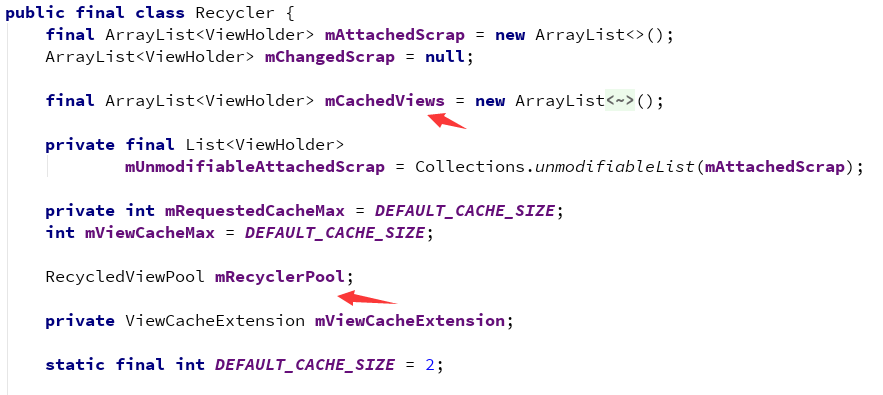 public final class Recycler {
final ArrayList<ViewHolder> mAttachedScrap = new ArrayList<>();
ArrayList<ViewHolder> mChangedScrap = null;
final ArrayList<ViewHolder> mCachedViews = new ArrayList<~>();
private final List<ViewHolder>
mUnmodifiableAttachedScrap = Collections.unmodifiableList(mAttachedScrap);
private int mRequestedCacheMax = DEFAULT_CACHE_SIZE;
int mViewCacheMax = DEFAULT_CACHE_SIZE;
RecycledViewPool mRecyclerPool;
private ViewCacheExtension mViewCacheExtension;
static final int DEFAULT_CACHE_SIZE = 2;